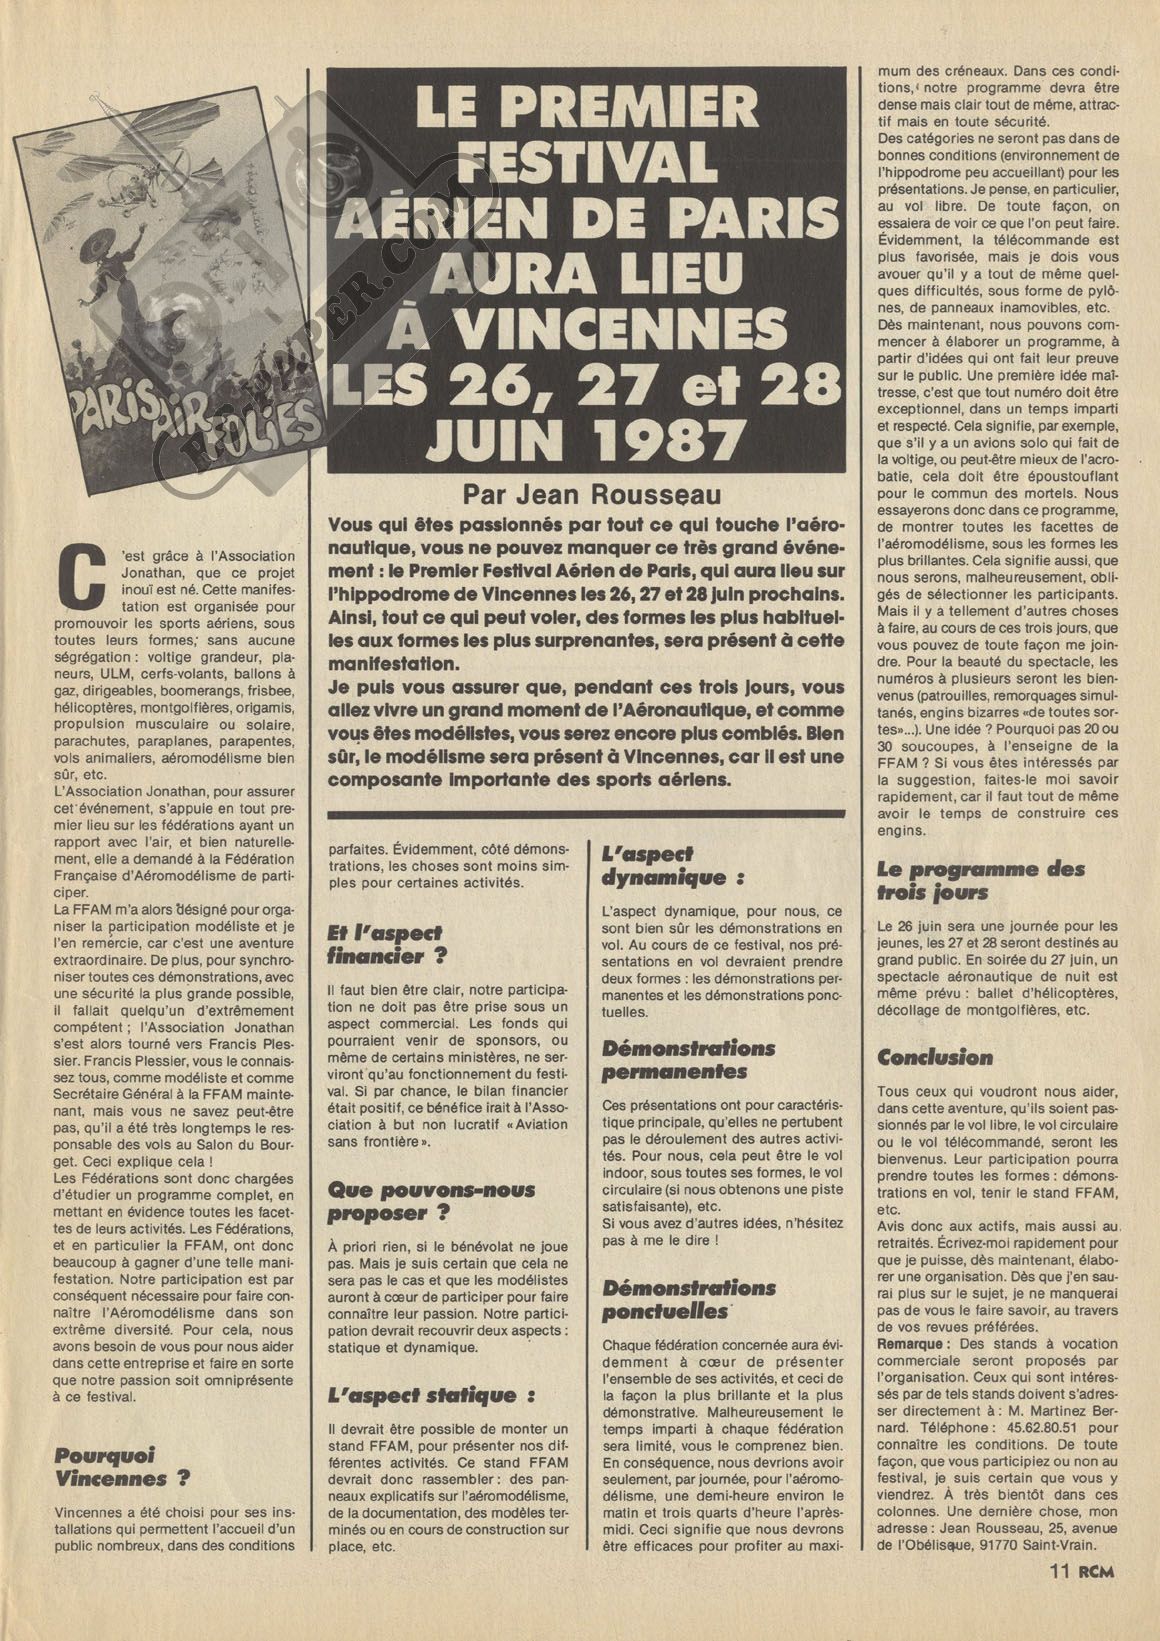 PARIS AIR FOLIES
RCRIPPER.COM
LE PREMIER
FESTIVAL
AÉRIEN DE PARIS
AURA LIEU
À VINCENNES
LES 26, 27 et 28
JUIN 1987
Par Jean Rousseau
Vous qui êtes passionnés par tout ce qui touche l'aéro-
nautique, vous ne pouvez manquer ce très grand événe-
ment : le Premier Festival Aérien de Paris, qui aura lieu sur
l'hippodrome de Vincennes les 26, 27 et 28 juin prochains.
Ainsi, tout ce qui peut voler, des formes les plus habituel-
les aux formes les plus surprenantes, sera présent à cette
manifestation.
Je puis vous assurer que, pendant ces trois jours, vous
allez vivre un grand moment de l'Aéronautique, et comme
vous êtes modélistes, vous serez encore plus comblés. Bien
sûr, le modélisme sera présent à Vincennes, car il est une
composante importante des sports aériens.
C'est grâce à l'Association
Jonathan, que ce projet
inouï est né. Cette manifes-
tation est organisée pour
promouvoir les sports aériens, sous
toutes leurs formes, sans aucune
ségrégation : voltige grandeur, pla-
neurs, ULM, cerfs-volants, ballons à
gaz, dirigeables, boomerangs, frisbee,
hélicoptères, montgolfières, origamis,
propulsion musculaire ou solaire,
parachutes, paraplanes, parapentes,
vols animaliers, aéromodélisme bien
sûr, etc.
L'Association Jonathan, pour assurer
cet événement, s'appuie en tout pre-
mier lieu sur les fédérations ayant un
rapport avec l'air, et bien naturelle-
ment, elle a demandé à la Fédération
Française d'Aéromodélisme de parti-
ciper.
La FFAM m'a alors désigné pour orga-
niser la participation modéliste et je
l'en remercie, car c'est une aventure
extraordinaire. De plus, pour synchro-
niser toutes ces démonstrations, avec
une sécurité la plus grande possible,
il fallait quelqu'un d'extrêmement
compétent ; l'Association Jonathan
s'est alors tourné vers Francis Ples-
sier. Francis Plessier, vous le connais-
sez tous, comme modéliste et comme
Secrétaire Général à la FFAM mainte-
nant, mais vous ne savez peut-être
pas, qu'il a été très longtemps le res-
ponsable des vols au Salon du Bour-
get. Ceci explique cela !
Les Fédérations sont donc chargées
d'étudier un programme complet, en
mettant en évidence toutes les facet-
tes de leurs activités. Les Fédérations,
et en particulier la FFAM, ont donc
beaucoup à gagner d'une telle mani-
festation. Notre participation est par
conséquent nécessaire pour faire con-
naître l'Aéromodélisme dans son
extrême diversité. Pour cela, nous
avons besoin de vous pour nous aider
dans cette entreprise et faire en sorte
que notre passion soit omniprésente
à ce festival.
Pourquoi
Vincennes ?
Vincennes a été choisi pour ses ins-
tallations qui permettent l'accueil d'un
public nombreux, dans des conditions
parfaites. Évidemment, côté démons-
trations, les choses sont moins sim-
ples pour certaines activités.
Et l'aspect
financier ?
Il faut bien être clair, notre participa-
tion ne doit pas être prise sous un
aspect commercial. Les fonds qui
pourraient venir de sponsors, ou
même de certains ministères, ne ser-
viront qu'au fonctionnement du festi-
val. Si par chance, le bilan financier
était positif, ce bénéfice irait à l'Asso-
ciation à but non lucratif «Aviation
sans frontière».
Que pouvons-nous
proposer ?
À priori rien, si le bénévolat ne joue
pas. Mais je suis certain que cela ne
sera pas le cas et que les modélistes
auront à cœur de participer pour faire
connaître leur passion. Notre partici-
pation devrait recouvrir deux aspects :
statique et dynamique.
L'aspect statique :
Il devrait être possible de monter un
stand FFAM, pour présenter nos dif-
férentes activités. Ce stand FFAM
devrait donc rassembler : des pan-
neaux explicatifs sur l'aéromodélisme,
de la documentation, des modèles ter-
minés ou en cours de construction sur
place, etc.
L'aspect
dynamique :
L'aspect dynamique, pour nous, ce
sont bien sûr les démonstrations en
vol. Au cours de ce festival, nos pré-
sentations en vol devraient prendre
deux formes : les démonstrations per-
manentes et les démonstrations ponc-
tuelles.
Démonstrations
permanentes
Ces présentations ont pour caractéris-
tique principale, qu'elles ne pertubent
pas le déroulement des autres activi-
tés. Pour nous, cela peut être le vol
indoor, sous toutes ses formes, le vol
circulaire (si nous obtenons une piste
satisfaisante), etc.
Si vous avez d'autres idées, n'hésitez
pas à me le dire !
Démonstrations
ponctuelles
Chaque fédération concernée aura évi-
demment à cœur de présenter
l'ensemble de ses activités, et ceci de
la façon la plus brillante et la plus
démonstrative. Malheureusement le
temps imparti à chaque fédération
sera limité, vous le comprenez bien.
En conséquence, nous devrions avoir
seulement, par journée, pour l'aéromo-
délisme, une demi-heure environ le
matin et trois quarts d'heure l'après-
midi. Ceci signifie que nous devrons
être efficaces pour profiter au maxi-
mum des créneaux. Dans ces condi-
tions, notre programme devra être
dense mais clair tout de même, attrac-
tif mais en toute sécurité.
Des catégories ne seront pas dans de
bonnes conditions (environnement de
l'hippodrome peu accueillant) pour les
présentations. Je pense, en particulier,
au vol libre. De toute façon, on
essaiera de voir ce que l'on peut faire.
Évidemment, la télécommande est
plus favorisée, mais je dois vous
avouer qu'il y a tout de même quel-
ques difficultés, sous forme de pylô-
nes, de panneaux inamovibles, etc.
Dès maintenant, nous pouvons com-
mencer à élaborer un programme, à
partir d'idées qui ont fait leur preuve
sur le public. Une première idée maî-
tresse, c'est que tout numéro doit être
exceptionnel, dans un temps imparti
et respecté. Cela signifie, par exemple,
que s'il y a un avions solo qui fait de
la voltige, ou peut-être mieux de l'acro-
batie, cela doit être époustouflant
pour le commun des mortels. Nous
essayerons donc dans ce programme,
de montrer toutes les facettes de
l'aéromodélisme, sous les formes les
plus brillantes. Cela signifie aussi, que
nous serons, malheureusement, obli-
gés de sélectionner les participants.
Mais il y a tellement d'autres choses
à faire, au cours de ces trois jours, que
vous pouvez de toute façon me join-
dre. Pour la beauté du spectacle, les
numéros à plusieurs seront les bien-
venus (patrouilles, remorquages simul-
tanés, engins bizarres «de toutes sor-
tes»...). Une idée ? Pourquoi pas 20 ou
30 soucoupes, à l'enseigne de la
FFAM ? Si vous êtes intéressés par
la suggestion, faites-le moi savoir
rapidement, car il faut tout de même
avoir le temps de construire ces
engins.
Le programme des
trois jours
Le 26 juin sera une journée pour les
jeunes, les 27 et 28 seront destinés au
grand public. En soirée du 27 juin, un
spectacle aéronautique de nuit est
même prévu : ballet d'hélicoptères,
décollage de montgolfières, etc.
Conclusion
Tous ceux qui voudront nous aider,
dans cette aventure, qu'ils soient pas-
sionnés par le vol libre, le vol circulaire
ou le vol télécommandé, seront les
bienvenus. Leur participation pourra
prendre toutes les formes : démons-
trations en vol, tenir le stand FFAM,
etc.
Avis donc aux actifs, mais aussi au
retraités. Écrivez-moi rapidement pour
que je puisse, dès maintenant, élabo-
rer une organisation. Dès que j'en sau-
rai plus sur le sujet, je ne manquerai
pas de vous le faire savoir, au travers
de vos revues préférées.
Remarque : Des stands à vocation
commerciale seront proposés par
l'organisation. Ceux qui sont intéres-
sés par de tels stands doivent s'adres-
ser directement à : M. Martinez Ber-
nard. Téléphone : 45.62.80.51 pour
connaître les conditions. De toute
façon, que vous participiez ou non au
festival, je suis certain que vous y
viendrez. À très bientôt dans ces
colonnes. Une dernière chose, mon
adresse : Jean Rousseau, 25, avenue
de l'Obélisque, 91770 Saint-Vrain.
11 RCM